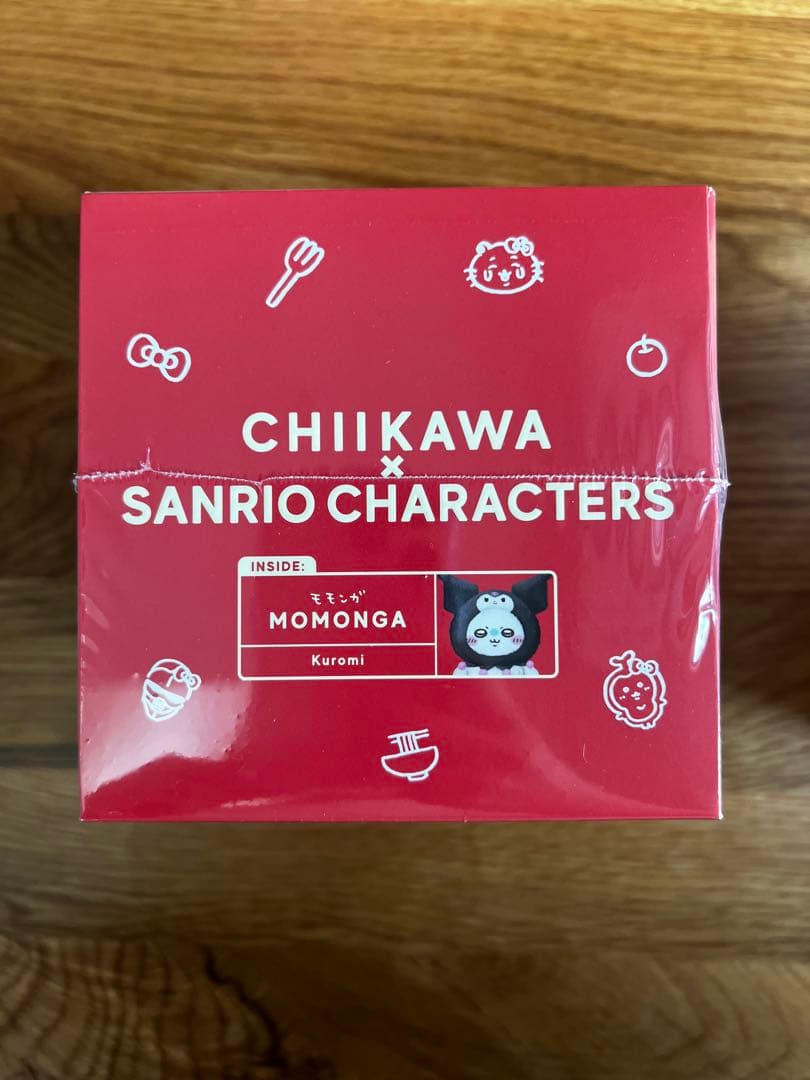 CHIIKAWA
×
SANRIO CHARACTERS
INSIDE:
モモンガ
MOMONGA
Kuromi